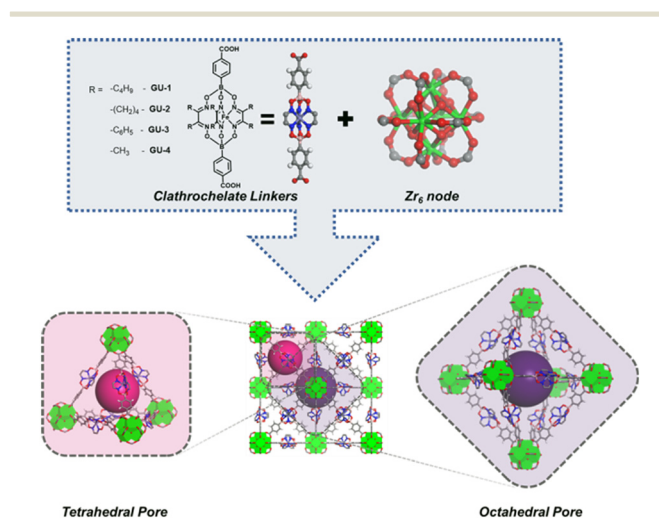 COOH
R = -C4H9 - GU-1
-(CH2)4 - GU-2
-C6H5 - GU-3
-CH3 - GU-4
B
O O O
R N N N R
R Fe R
R N N N R
O O O
B
COOH
=
+
Clathrochelate Linkers
Zr6 node
Tetrahedral Pore
Octahedral Pore